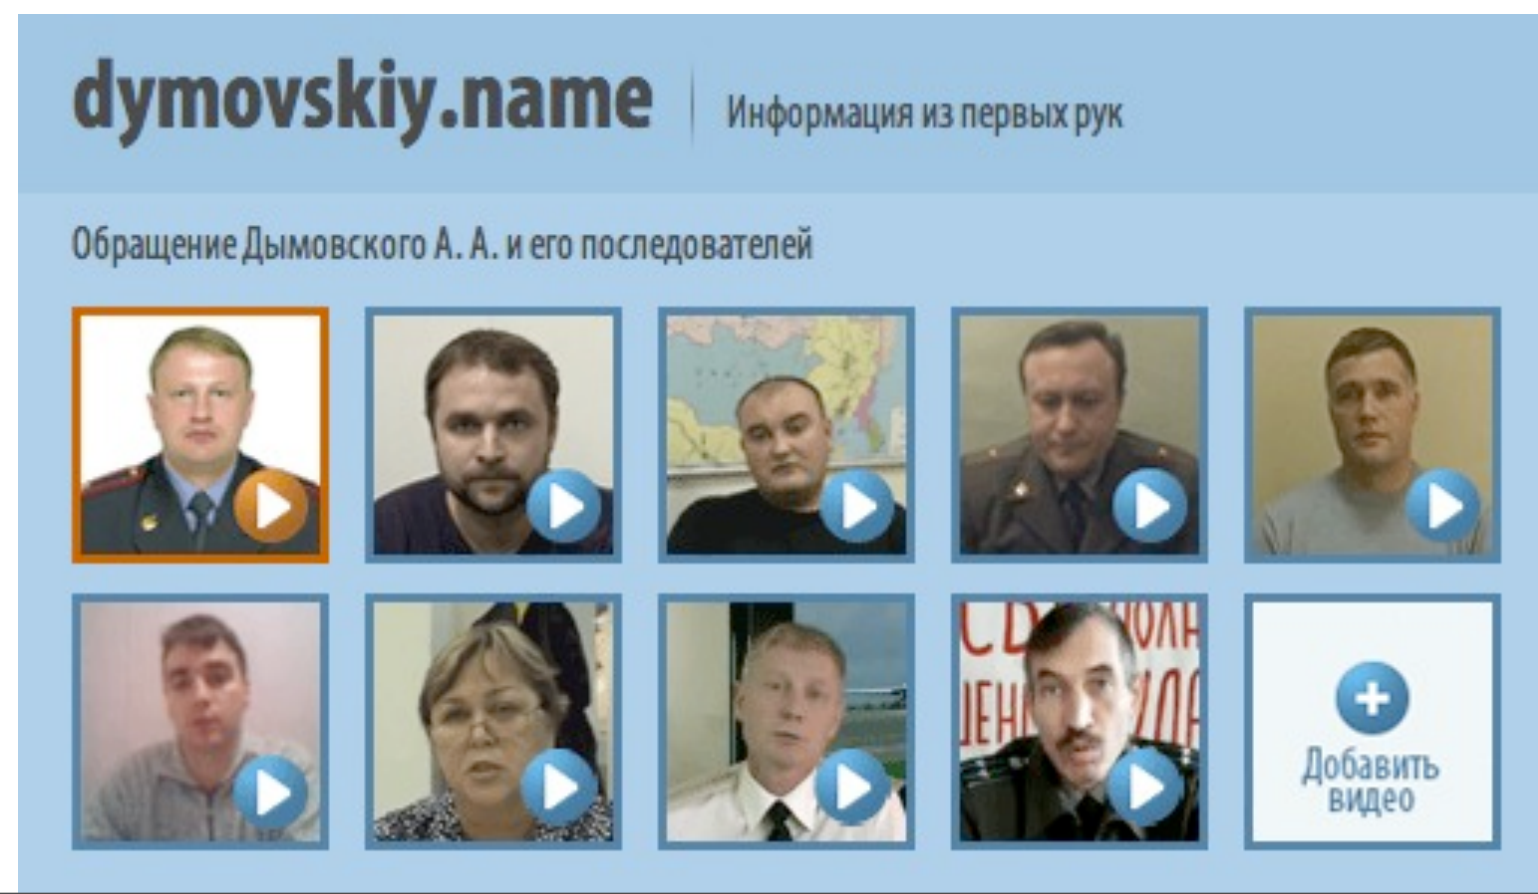 dymovskiy.name
Информация из первых рук
Обращение Дымовского А. А. и его последователей
Добавить
видео